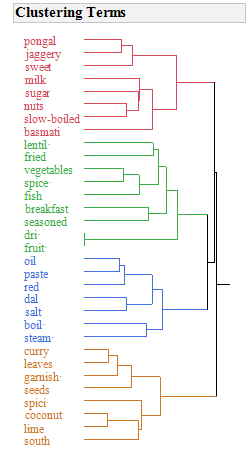 Clustering Terms
pongal
jaggery
sweet
milk
sugar
nuts
slow-boiled
basmati
lentil·
fried
vegetables
spice·
fish
breakfast
seasoned
dri·
fruit·
oil
paste
red
dal
salt
boil·
steam·
curry
leaves
garnish·
seeds
spici·
coconut
lime
south